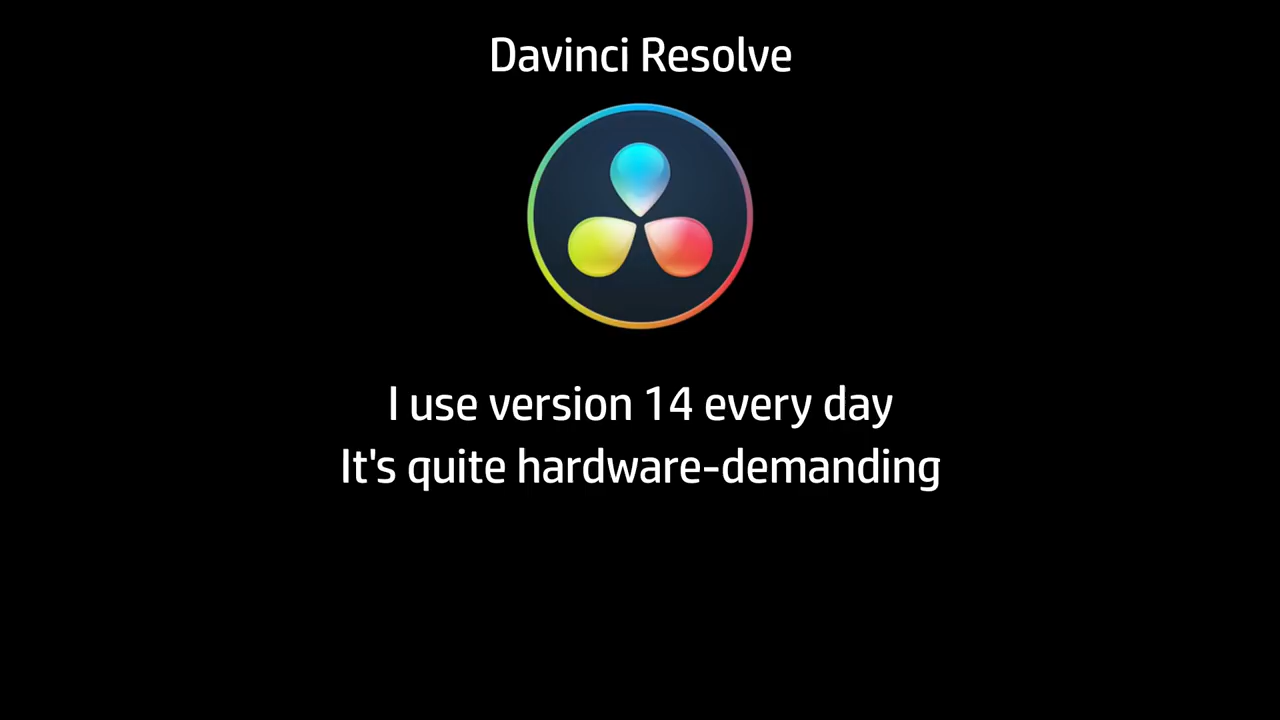 Davinci Resolve
I use version 14 every day
It's quite hardware-demanding